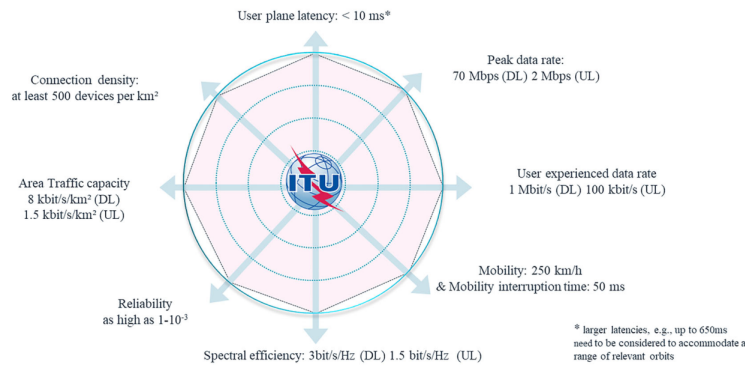 User plane latency: < 10 ms*
Peak data rate:
70 Mbps (DL) 2 Mbps (UL)
Connection density:
at least 500 devices per km²
User experienced data rate
1 Mbit/s (DL) 100 kbit/s (UL)
Area Traffic capacity
8 kbit/s/km² (DL)
1.5 kbit/s/km² (UL)
ITU
Mobility: 250 km/h
& Mobility interruption time: 50 ms
Reliability
as high as 1-10⁻³
Spectral efficiency: 3bit/s/Hz (DL) 1.5 bit/s/Hz (UL)
* larger latencies, e.g., up to 650ms
need to be considered to accommodate a
range of relevant orbits